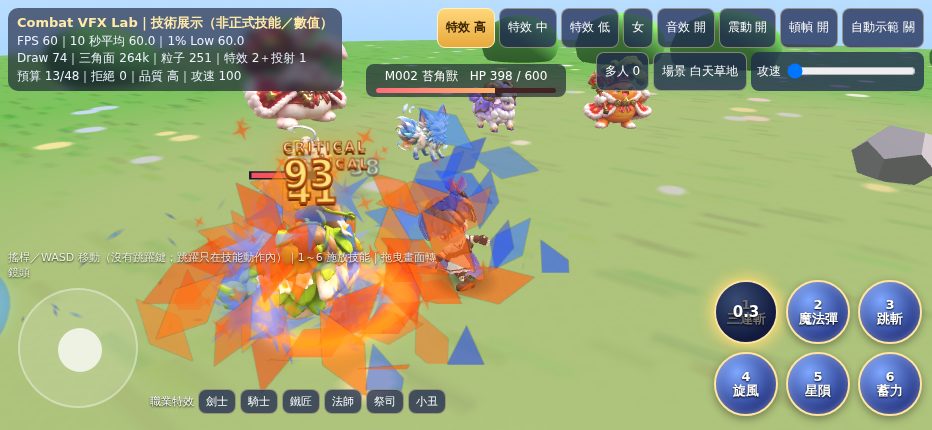 Combat VFX Lab｜技術展示（非正式技能／數值）
FPS 60｜10 秒平均 60.0｜1% Low 60.0
Draw 74｜三角面 264k｜粒子 251｜特效 2＋投射 1
預算 13/48｜拒絕 0｜品質 高｜攻速 100
特效 高
特效 中
特效 低
女
音效 開
震動 開
頓幀 開
自動示範 關
M002 苔角獸 HP 398 / 600
多人 0
場景 白天草地
攻速
CRITICAL
93
41
搖桿／WASD 移動（沒有跳躍鍵；跳躍只在技能動作內）｜1～6 施放技能｜拖曳畫面轉
鏡頭
1
三連斬
0.3
2
魔法彈
3
跳斬
4
旋風
5
星隕
6
蓄力
職業特效
劍士
騎士
鐵匠
法師
祭司
小丑